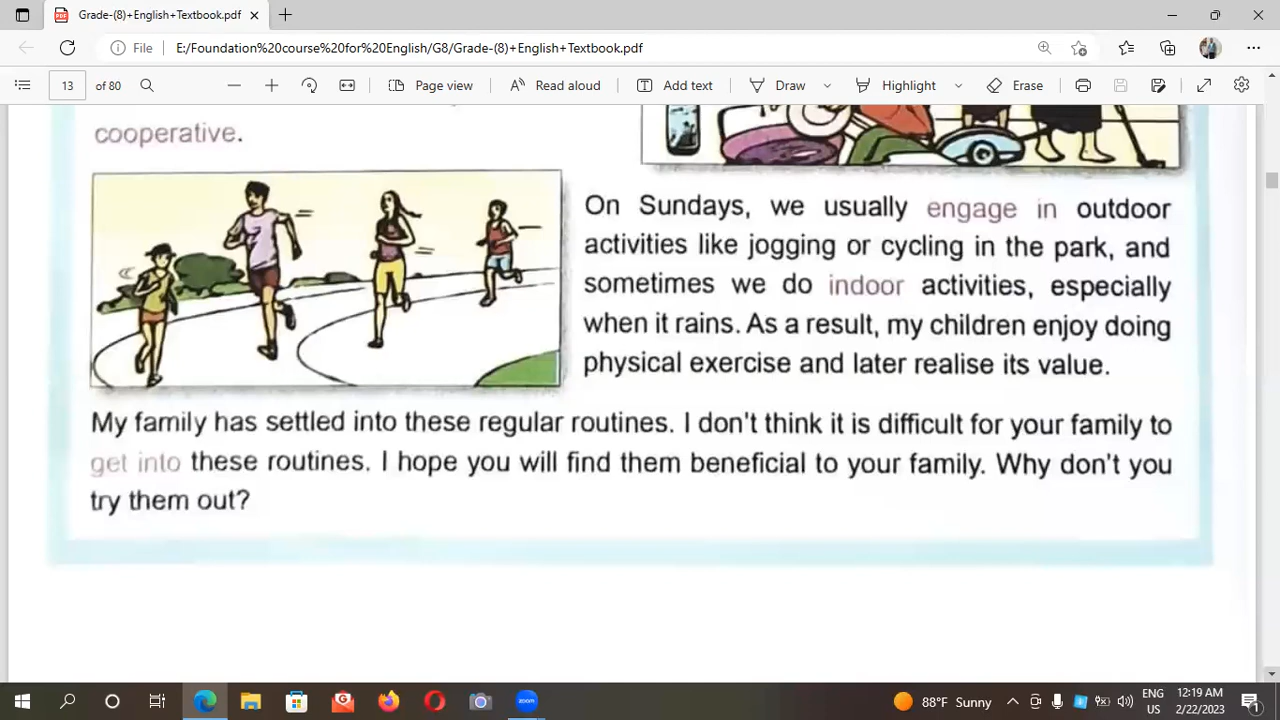 Grade-(8)+English+Textbook.pdf
File E:/Foundation%20course%20for%20English/G8/Grade-(8)+English+Textbook.pdf
13 of 80 Page view Read aloud Add text Draw Highlight Erase
cooperative.
On Sundays, we usually engage in outdoor
activities like jogging or cycling in the park, and
sometimes we do indoor activities, especially
when it rains. As a result, my children enjoy doing
physical exercise and later realise its value.
My family has settled into these regular routines. I don't think it is difficult for your family to
get into these routines. I hope you will find them beneficial to your family. Why don't you
try them out?
zoom
88°F Sunny
ENG
US
12:19 AM
2/22/2023
1